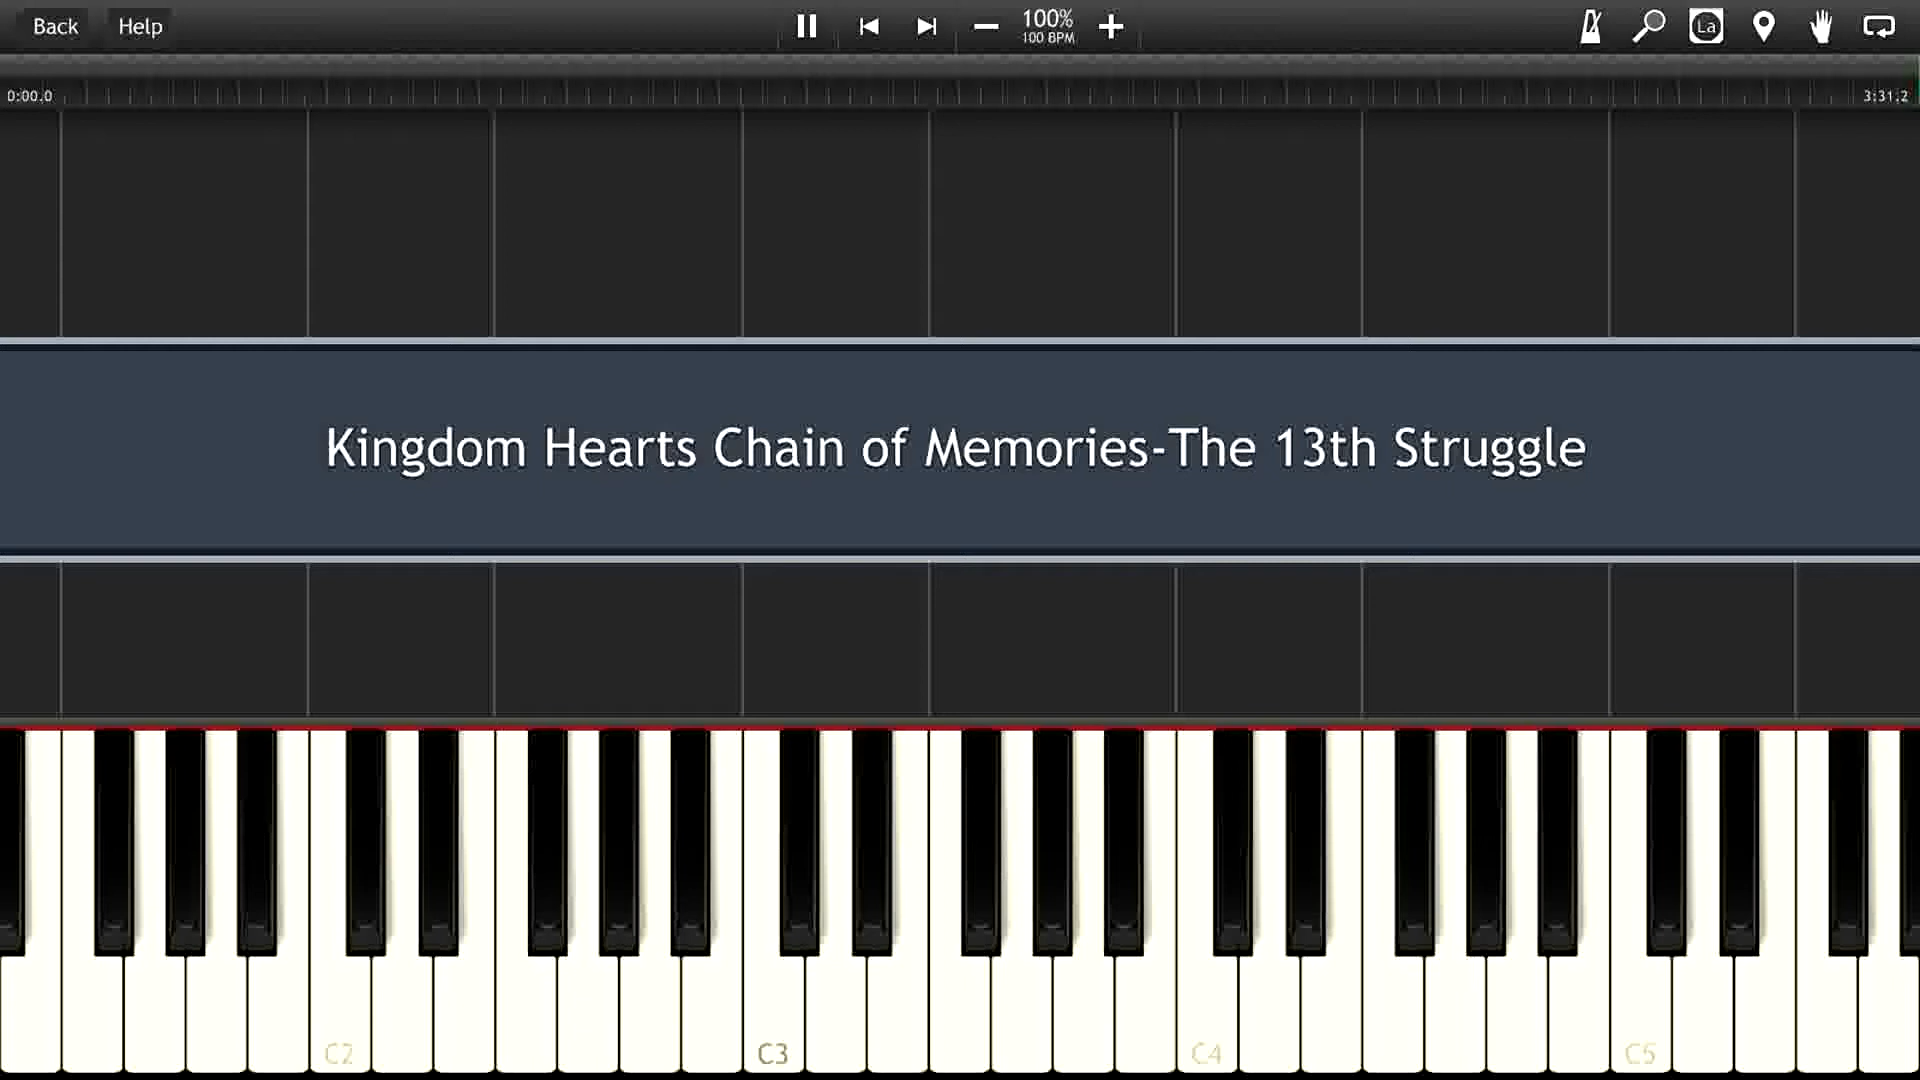 Back Help
100%
100 BPM
La
0:00.0 3:31.2
Kingdom Hearts Chain of Memories-The 13th Struggle
C2 C3 C4 C5